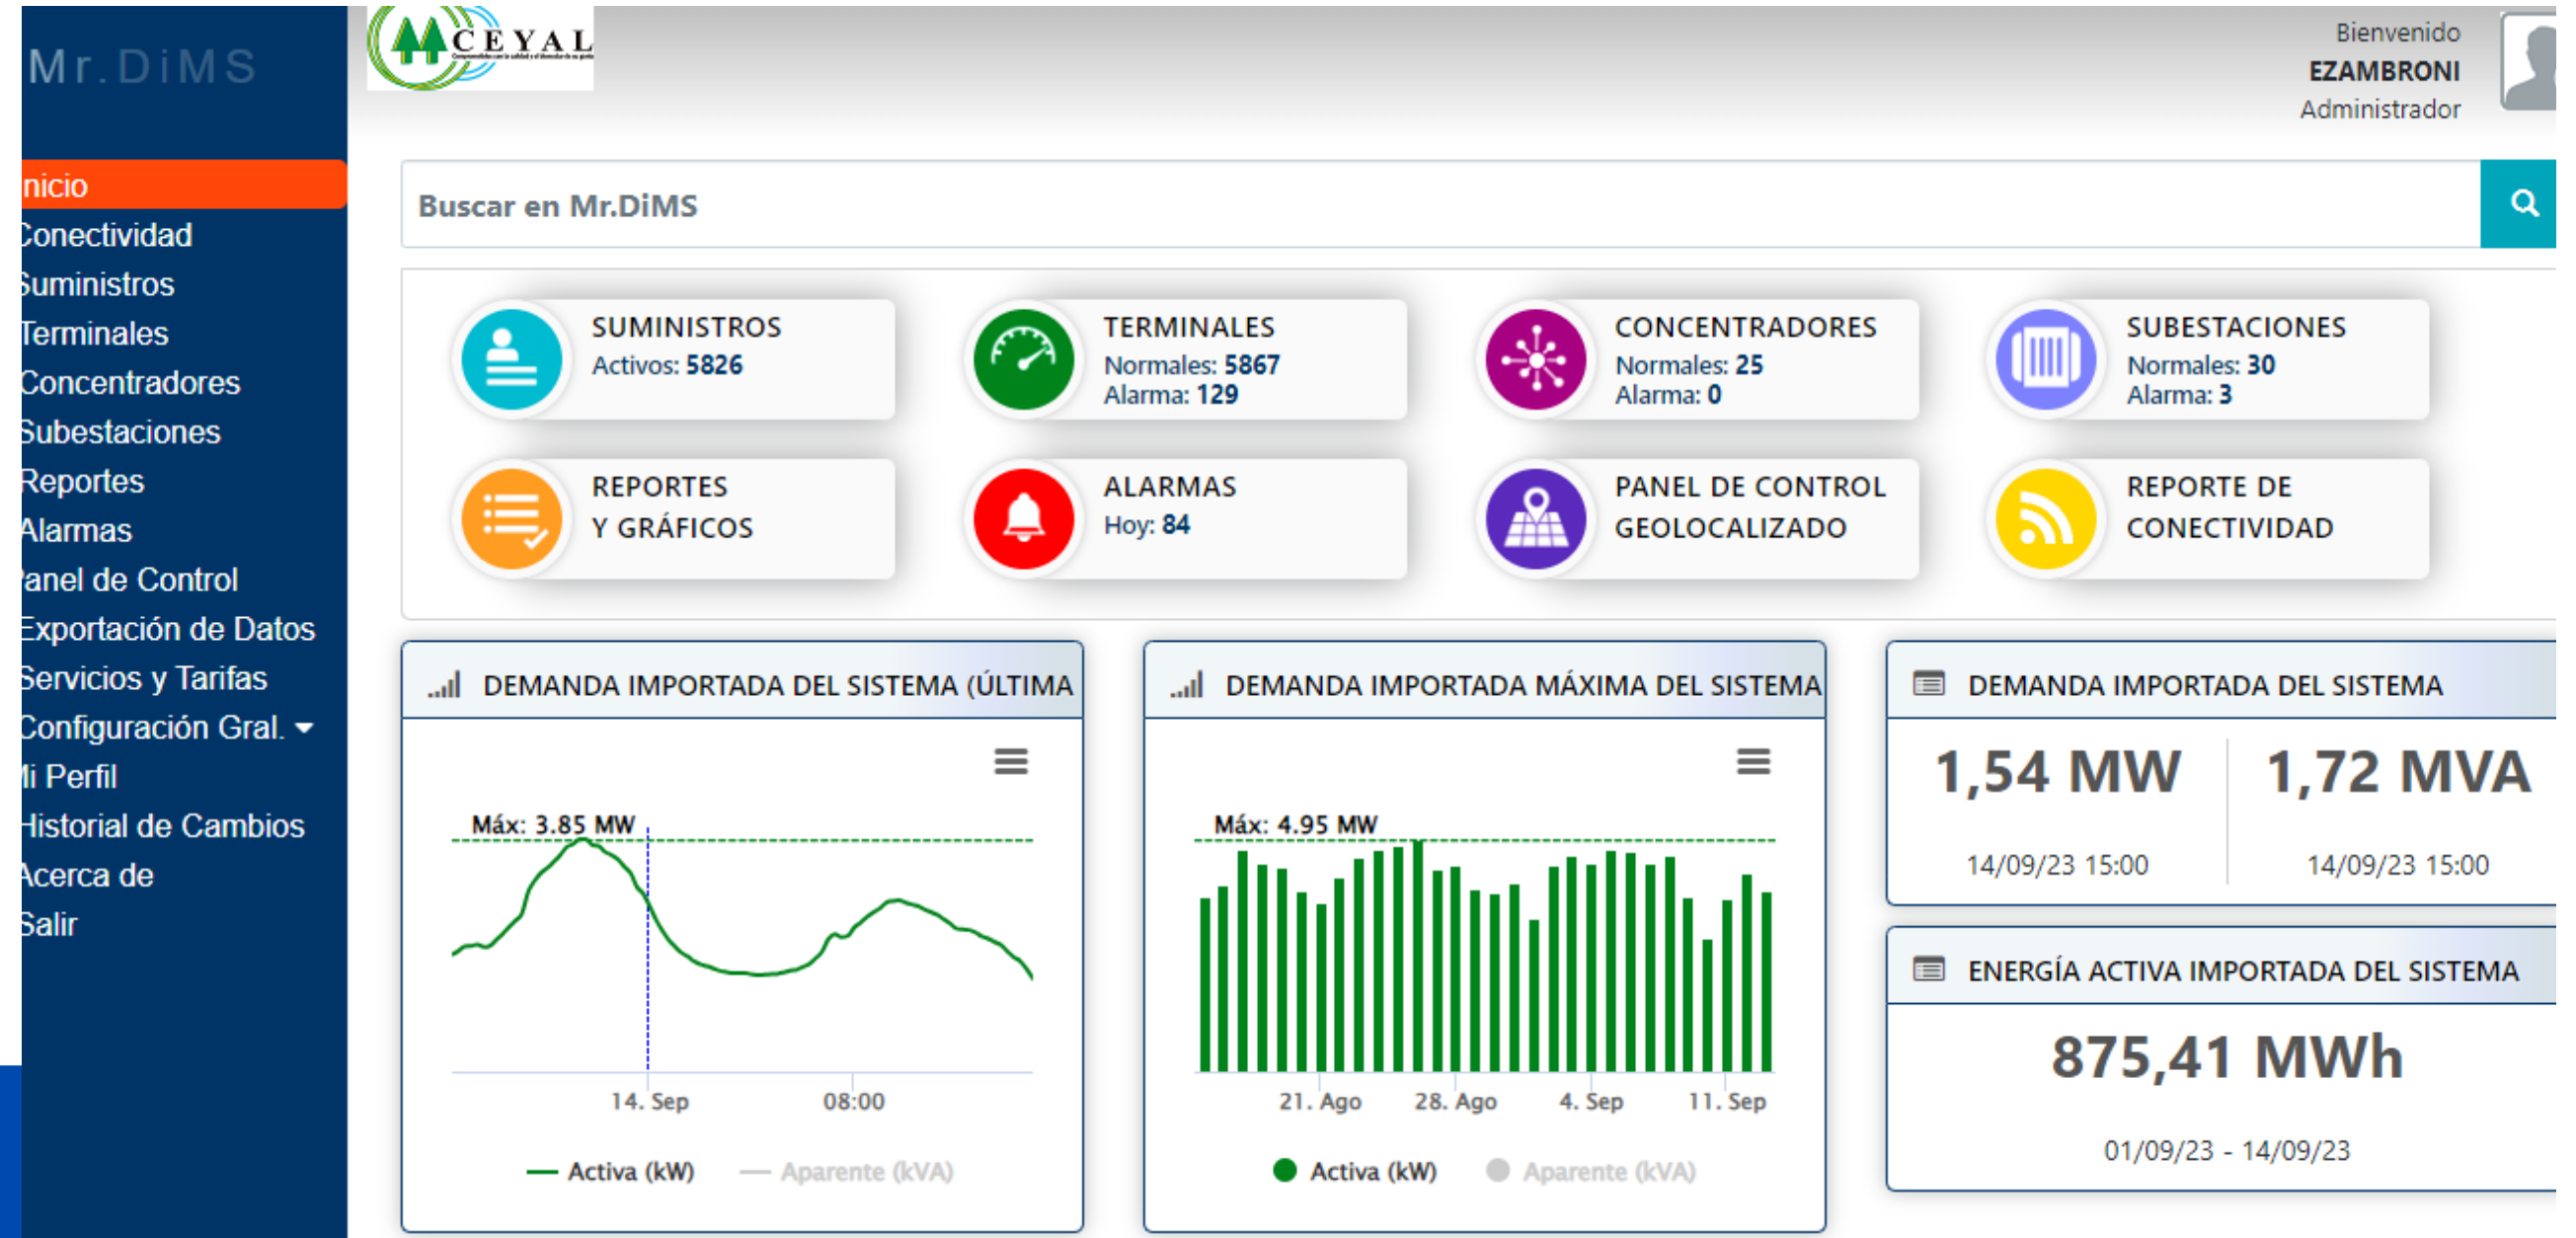 Mr.DiMS
CEYAL
Bienvenido
EZAMBRONI
Administrador
nicio
Conectividad
Suministros
Terminales
Concentradores
Subestaciones
Reportes
Alarmas
anel de Control
Exportación de Datos
Servicios y Tarifas
Configuración Gral.
i Perfil
Historial de Cambios
Acerca de
Salir
Buscar en Mr.DiMS
SUMINISTROS
Activos: 5826
TERMINALES
Normales: 5867
Alarma: 129
CONCENTRADORES
Normales: 25
Alarma: 0
SUBESTACIONES
Normales: 30
Alarma: 3
REPORTES
Y GRÁFICOS
ALARMAS
Hoy: 84
PANEL DE CONTROL
GEOLOCALIZADO
REPORTE DE
CONECTIVIDAD
DEMANDA IMPORTADA DEL SISTEMA (ÚLTIMA
Máx: 3.85 MW
14. Sep
08:00
Activa (kW)
Aparente (kVA)
DEMANDA IMPORTADA MÁXIMA DEL SISTEMA
Máx: 4.95 MW
21. Ago
28. Ago
4. Sep
11. Sep
Activa (kW)
Aparente (kVA)
DEMANDA IMPORTADA DEL SISTEMA
1,54 MW
14/09/23 15:00
1,72 MVA
14/09/23 15:00
ENERGÍA ACTIVA IMPORTADA DEL SISTEMA
875,41 MWh
01/09/23 - 14/09/23